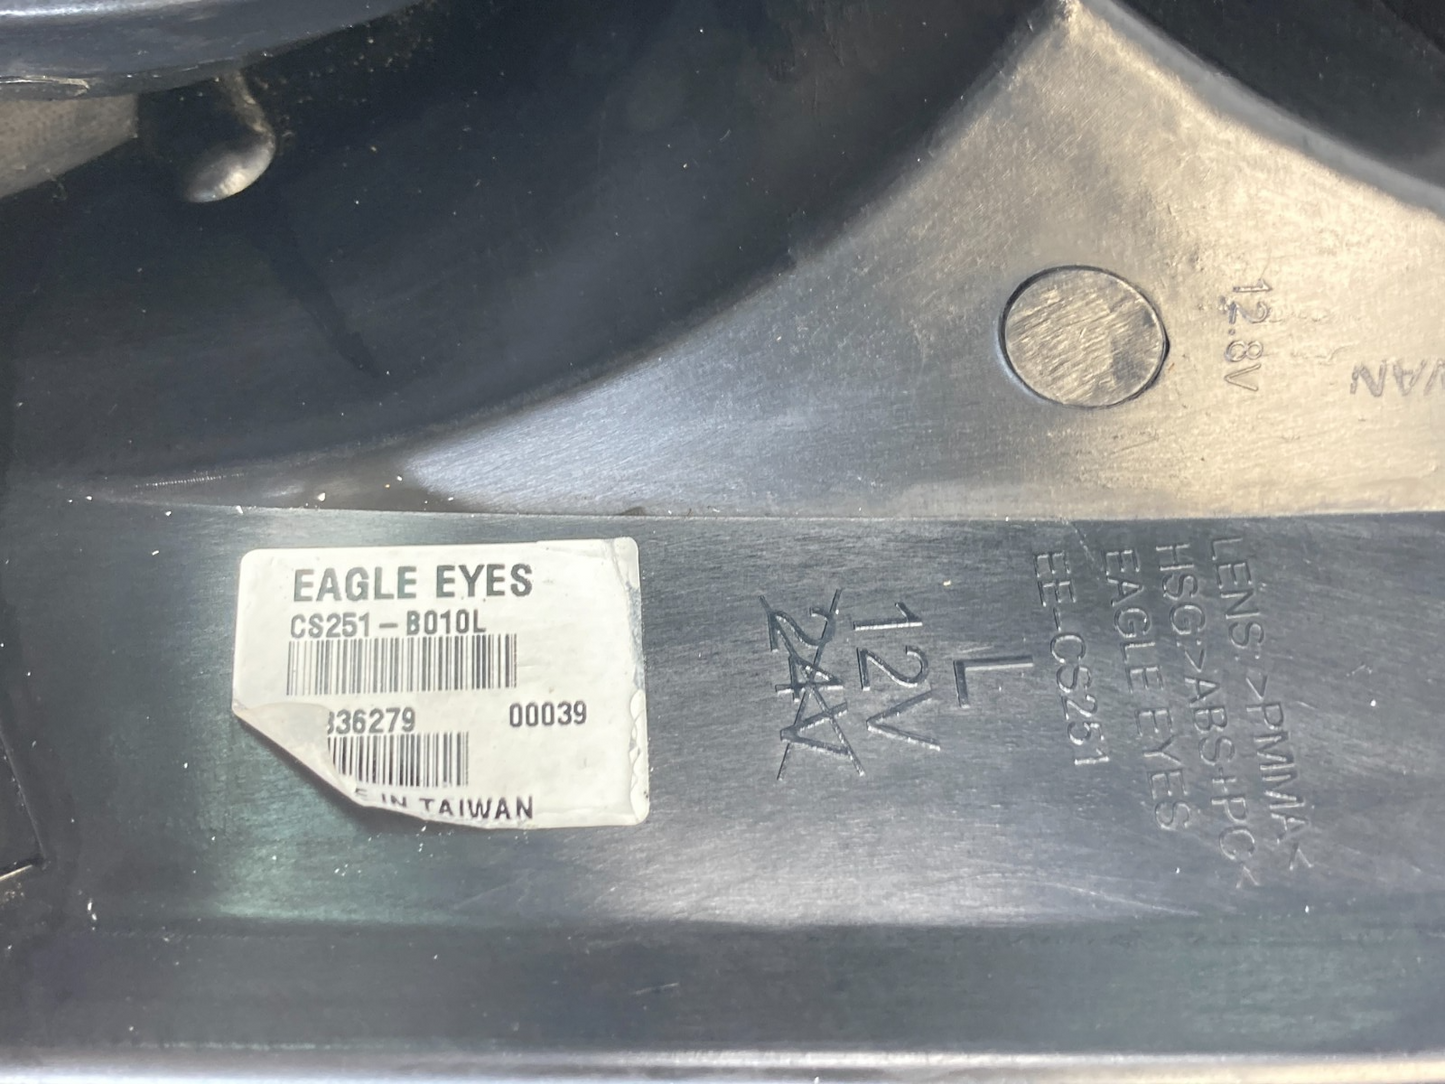 EAGLE EYES
CS251-B010L
336279 00039
IN TAIWAN
24V
12V
L
EE-CS251
EAGLE EYES
HSG:>ABS+PC<
LENS:>PMMA<
12.8V